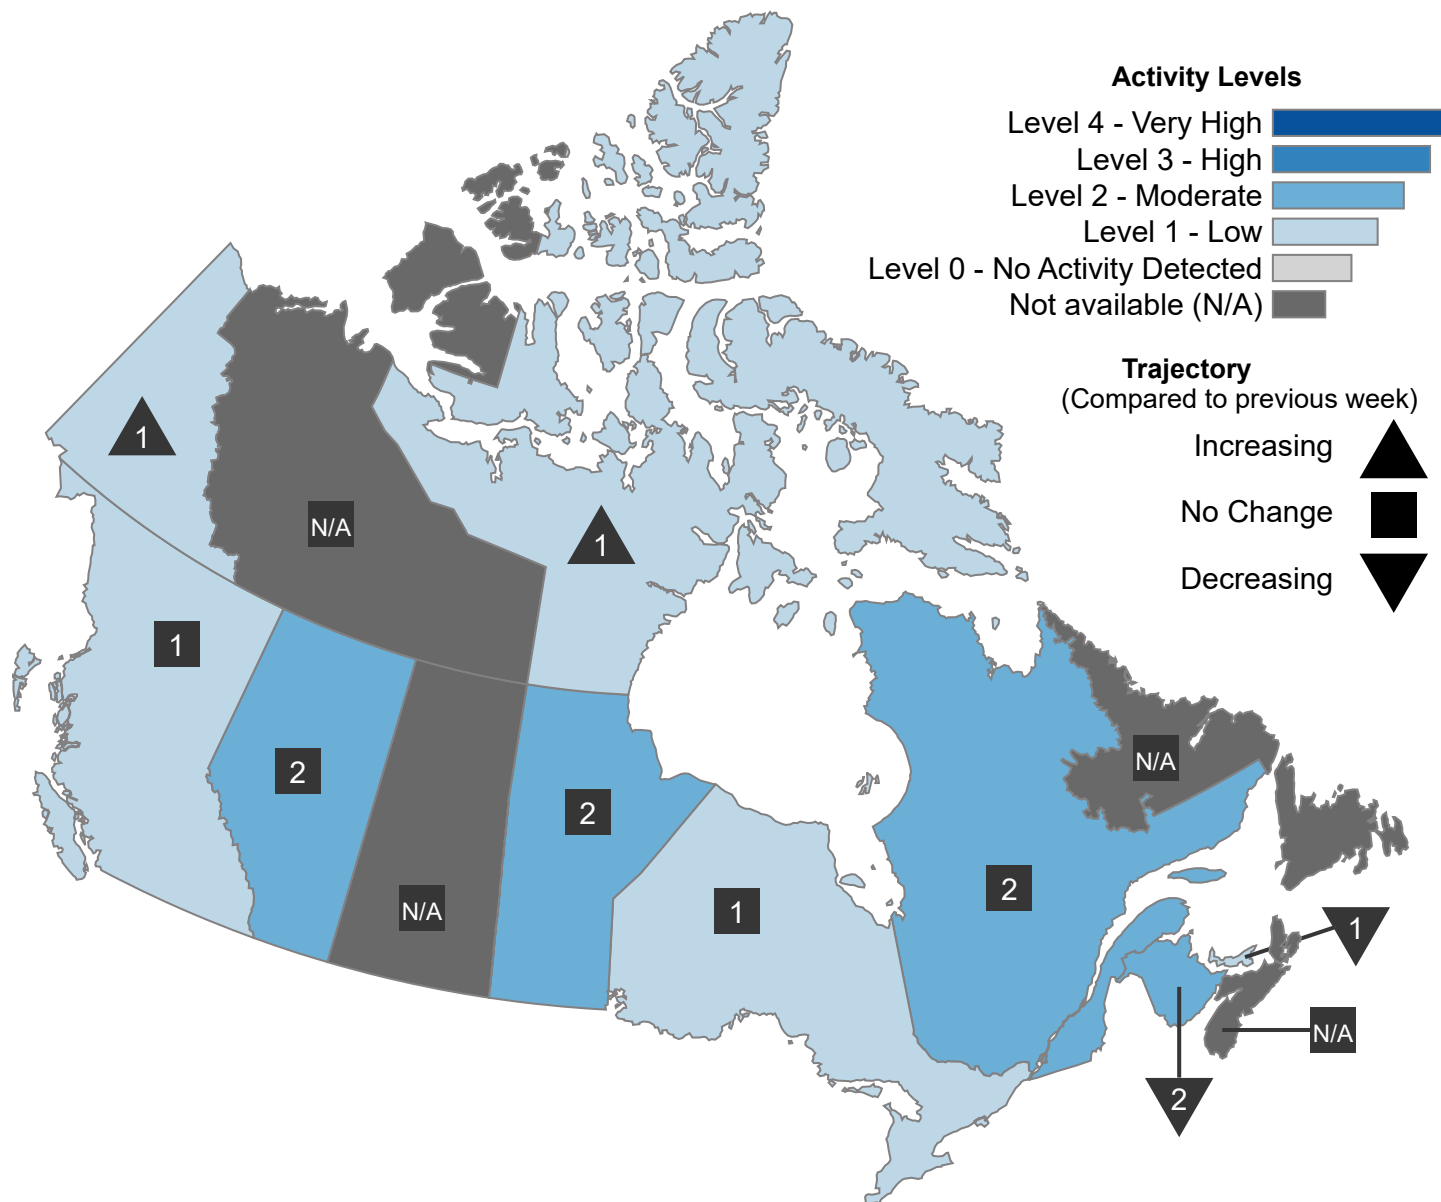 Activity Levels
Level 4 - Very High
Level 3 - High
Level 2 - Moderate
Level 1 - Low
Level 0 - No Activity Detected
Not available (N/A)
Trajectory
(Compared to previous week)
Increasing
No Change
Decreasing
1
N/A
1
1
2
2
N/A
2
N/A
1
1
N/A
2